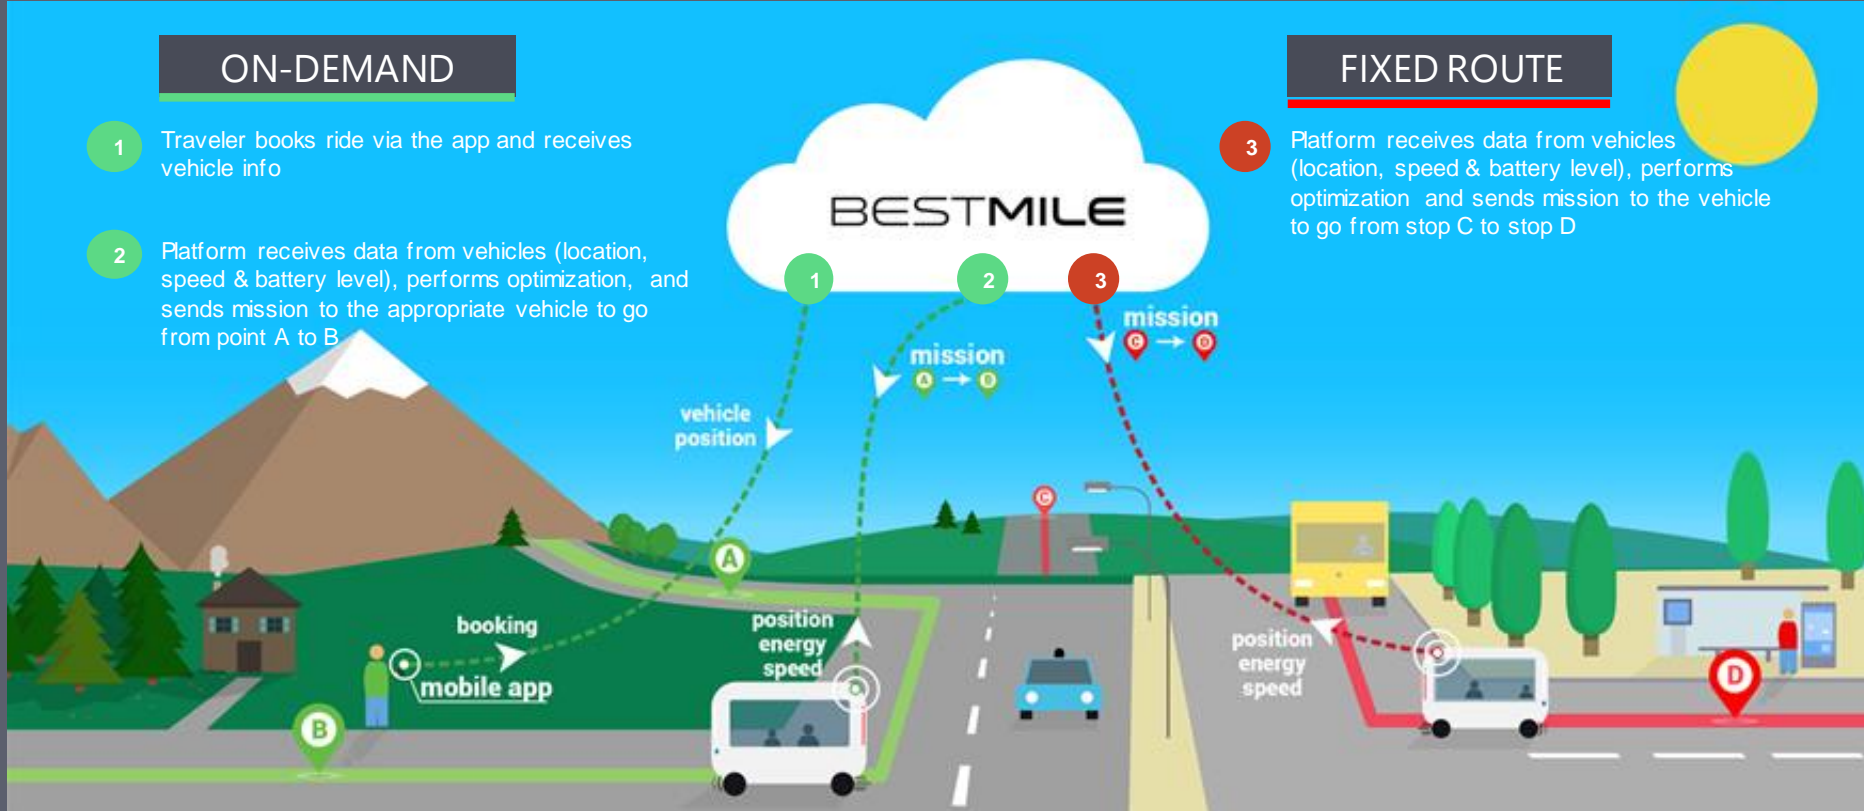 ON-DEMAND
1
Traveler books ride via the app and receives
vehicle info
2
Platform receives data from vehicles (location,
speed & battery level), performs optimization, and
sends mission to the appropriate vehicle to go
from point A to B
FIXED ROUTE
3
Platform receives data from vehicles
(location, speed & battery level), performs
optimization and sends mission to the vehicle
to go from stop C to stop D
BESTMILE
1
2
3
mission
C
D
mission
A
B
vehicle
position
C
A
booking
mobile app
position
energy
speed
position
energy
speed
B
D